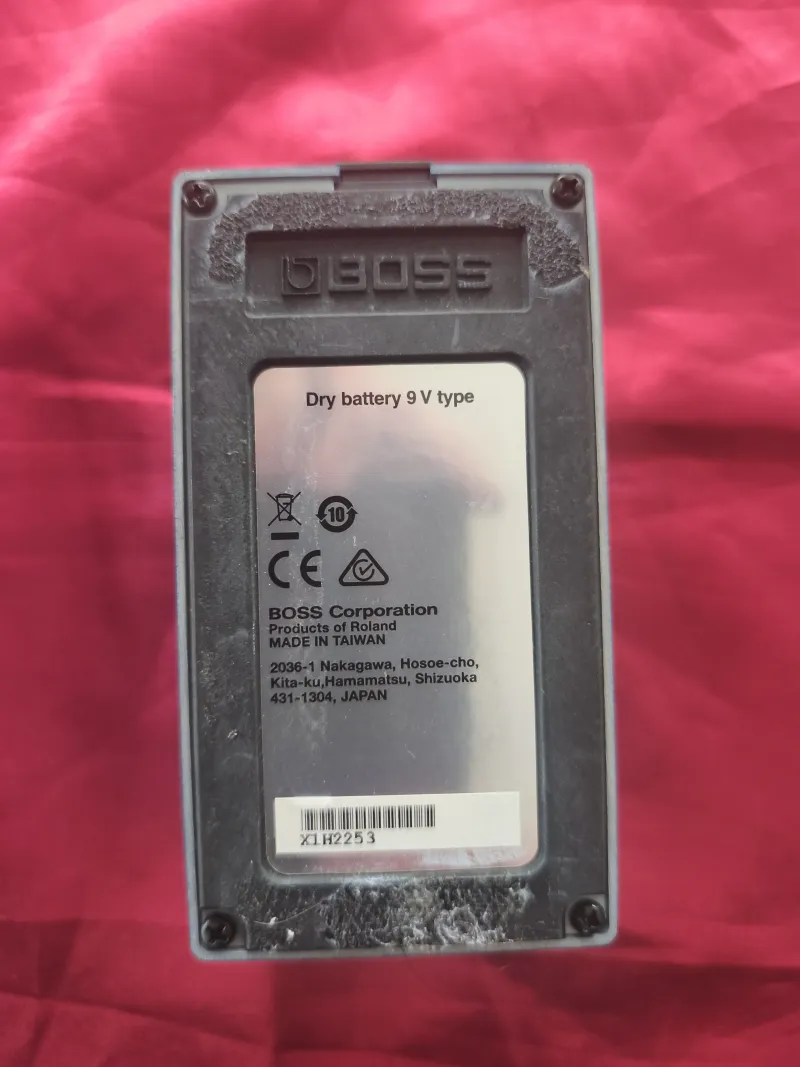 BOSS
Dry battery 9 V type
10
CE
BOSS Corporation
Products of Roland
MADE IN TAIWAN
2036-1 Nakagawa, Hosoe-cho,
Kita-ku,Hamamatsu, Shizuoka
431-1304, JAPAN
X1H2253